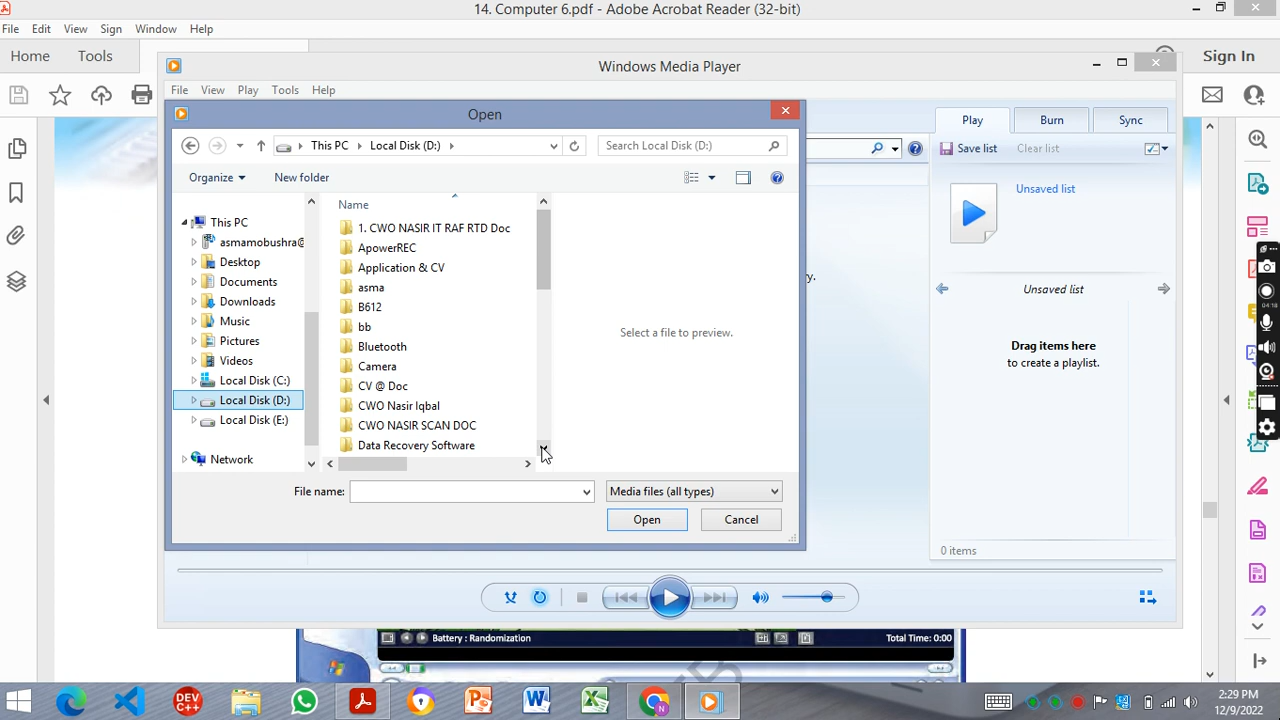 14. Computer 6.pdf - Adobe Acrobat Reader (32-bit)
File Edit View Sign Window Help
Home Tools
Sign In
Windows Media Player
File View Play Tools Help
Open
This PC Local Disk (D:)
Search Local Disk (D:)
Organize New folder
This PC
asmamobushra@
Desktop
Documents
Downloads
Music
Pictures
Videos
Local Disk (C:)
Local Disk (D:)
Local Disk (E:)
Network
Name
1. CWO NASIR IT RAF RTD Doc
ApowerREC
Application & CV
asma
B612
bb
Bluetooth
Camera
CV @ Doc
CWO Nasir Iqbal
CWO NASIR SCAN DOC
Data Recovery Software
Select a file to preview.
File name:
Media files (all types)
Open Cancel
Play Burn Sync
Save list Clear list
Unsaved list
Unsaved list
Drag items here
to create a playlist.
0 items
y.
04:18
Battery : Randomization
Total Time: 0:00
2:29 PM
12/9/2022